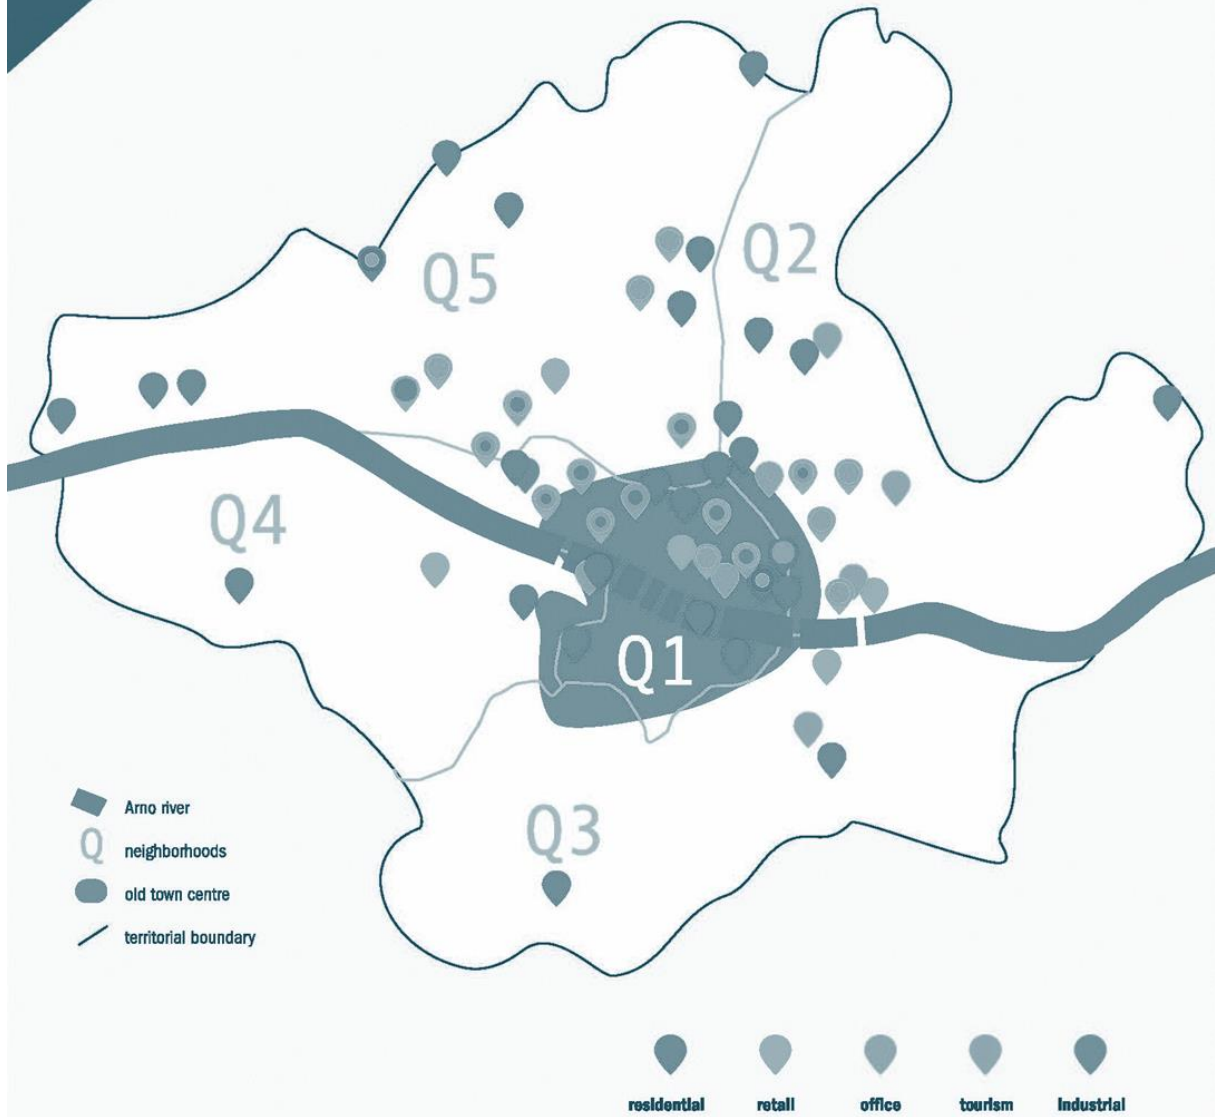 Q2
Q5
Q4
Q1
Q3
Arno river
Q neighborhoods
old town centre
territorial boundary
residential retail office tourism industrial